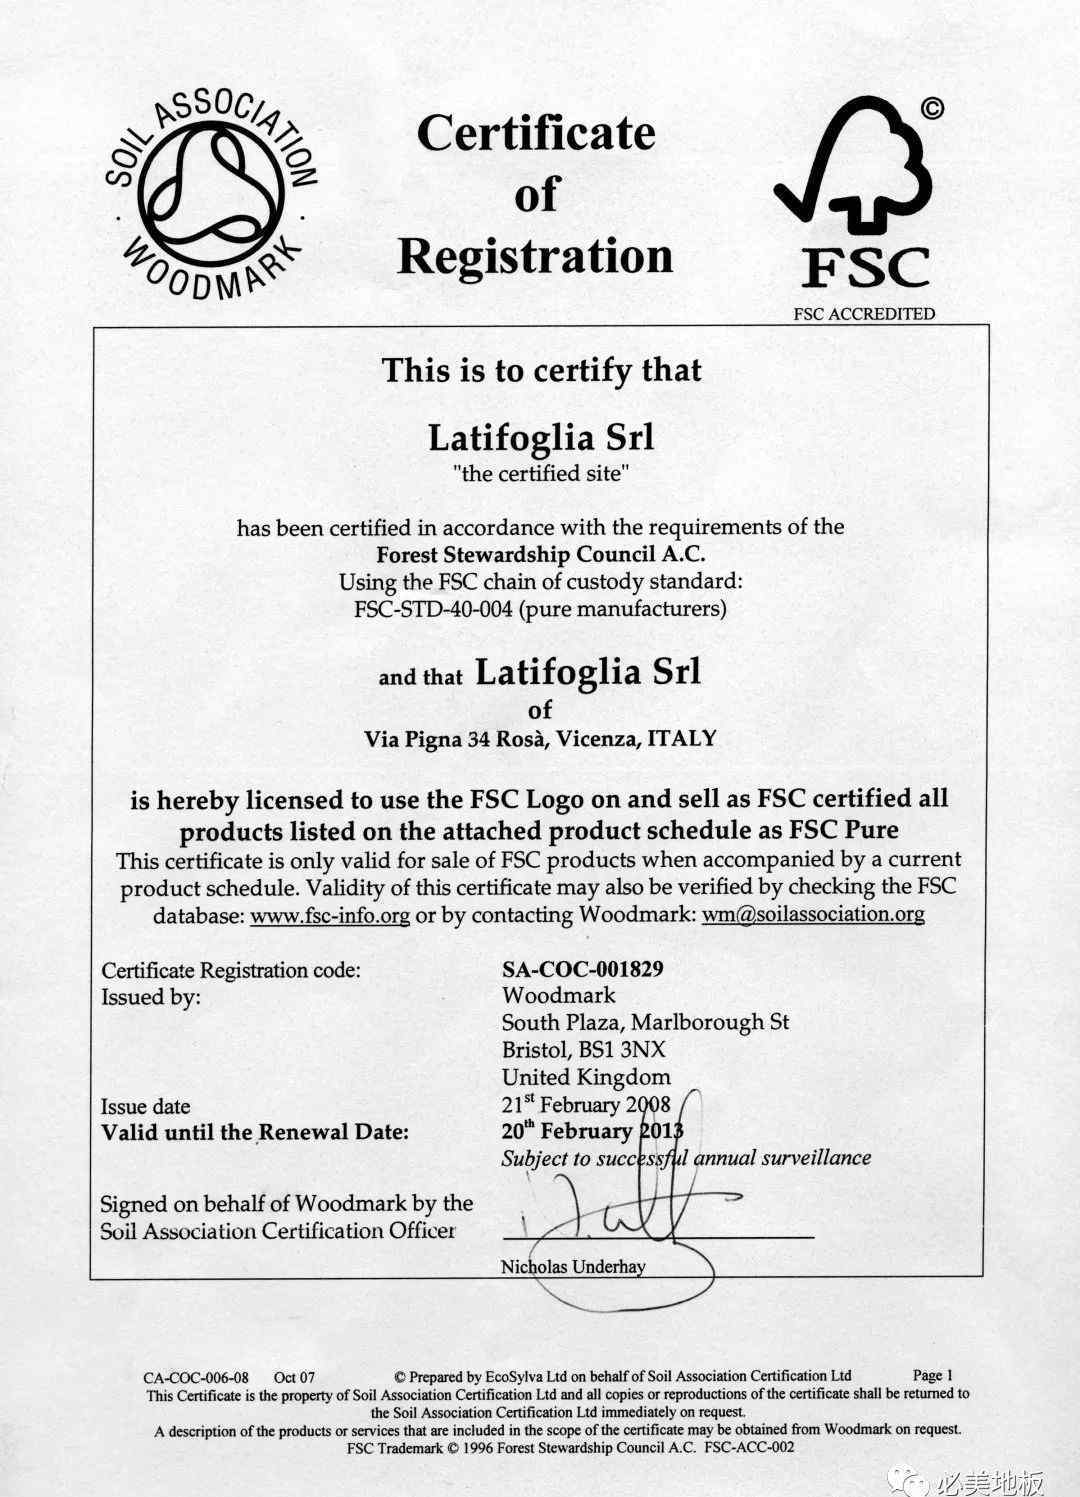 SOIL ASSOCIATION
WOODMARK
Certificate
of
Registration
©
FSC
FSC ACCREDITED
This is to certify that
Latifoglia Srl
"the certified site"
has been certified in accordance with the requirements of the
Forest Stewardship Council A.C.
Using the FSC chain of custody standard:
FSC-STD-40-004 (pure manufacturers)
and that Latifoglia Srl
of
Via Pigna 34 Rosà, Vicenza, ITALY
is hereby licensed to use the FSC Logo on and sell as FSC certified all
products listed on the attached product schedule as FSC Pure
This certificate is only valid for sale of FSC products when accompanied by a current
product schedule. Validity of this certificate may also be verified by checking the FSC
database: www.fsc-info.org or by contacting Woodmark: wm@soilassociation.org
Certificate Registration code: SA-COC-001829
Issued by: Woodmark
South Plaza, Marlborough St
Bristol, BS1 3NX
United Kingdom
Issue date 21st February 2008
Valid until the Renewal Date: 20th February 2013
Subject to successful annual surveillance
Signed on behalf of Woodmark by the
Soil Association Certification Officer
Nicholas Underhay
CA-COC-006-08 Oct 07 © Prepared by EcoSylva Ltd on behalf of Soil Association Certification Ltd Page 1
This Certificate is the property of Soil Association Certification Ltd and all copies or reproductions of the certificate shall be returned to
the Soil Association Certification Ltd immediately on request.
A description of the products or services that are included in the scope of the certificate may be obtained from Woodmark on request.
FSC Trademark © 1996 Forest Stewardship Council A.C. FSC-ACC-002
必美地板